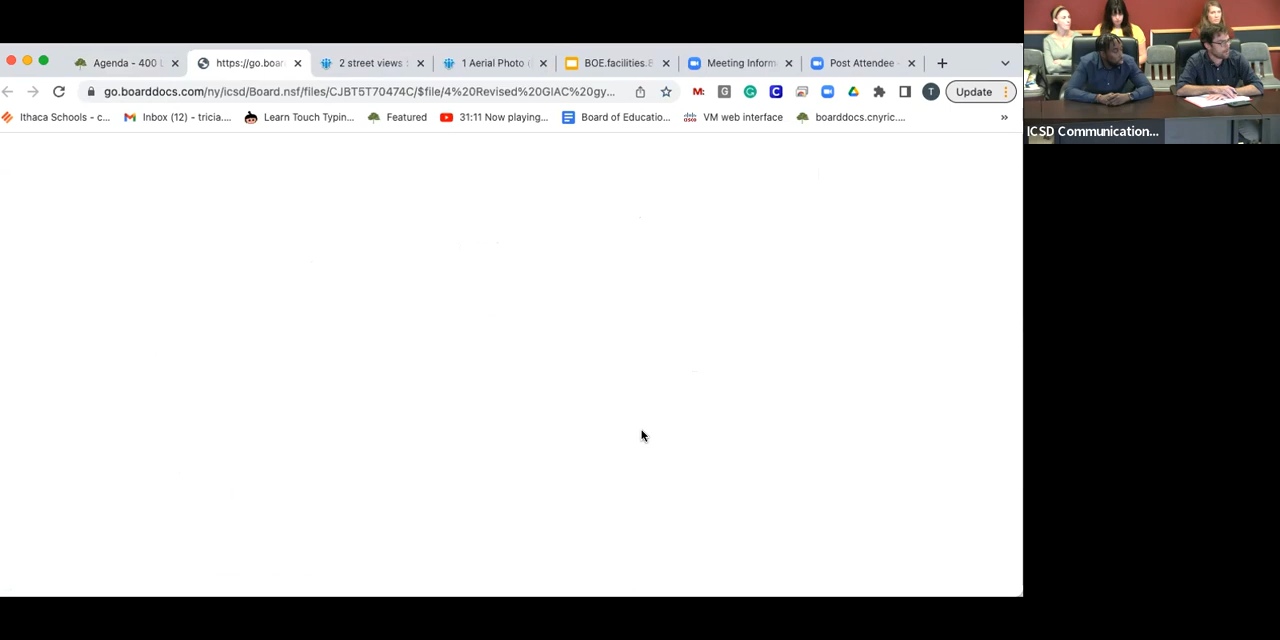 Agenda - 400 L
https://go.boar
2 street views :
1 Aerial Photo (
BOE.facilities.8
Meeting Inform
Post Attendee -
go.boarddocs.com/ny/icsd/Board.nsf/files/CJBT5T70474C/$file/4%20Revised%20GIAC%20gy...
M:
G
C
T
Update
Ithaca Schools - c...
Inbox (12) - tricia....
Learn Touch Typin...
Featured
31:11 Now playing...
Board of Educatio...
VM web interface
boarddocs.cnyric....
»
ICSD Communication...